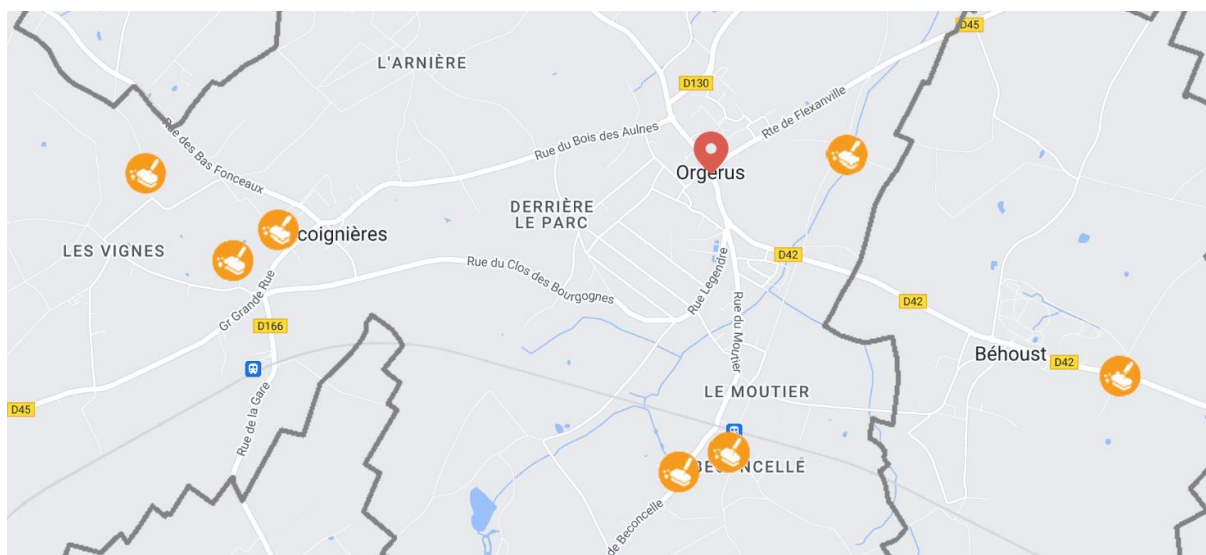 D45
L'ARNIÈRE
D130
Rte de Flexanville
Rue des Bas Fonceaux
Rue du Bois des Aulnes
Orgerus
DERRIÈRE
LE PARC
coignières
LES VIGNES
Rue du Clos des Bourgognes
Rue Legendre
D42
Gr Grande Rue
Rue du Moutier
D42
D166
Béhoust
D42
LE MOUTIER
D45
Rue de la Gare
BECONCELLE
de Beconcelle